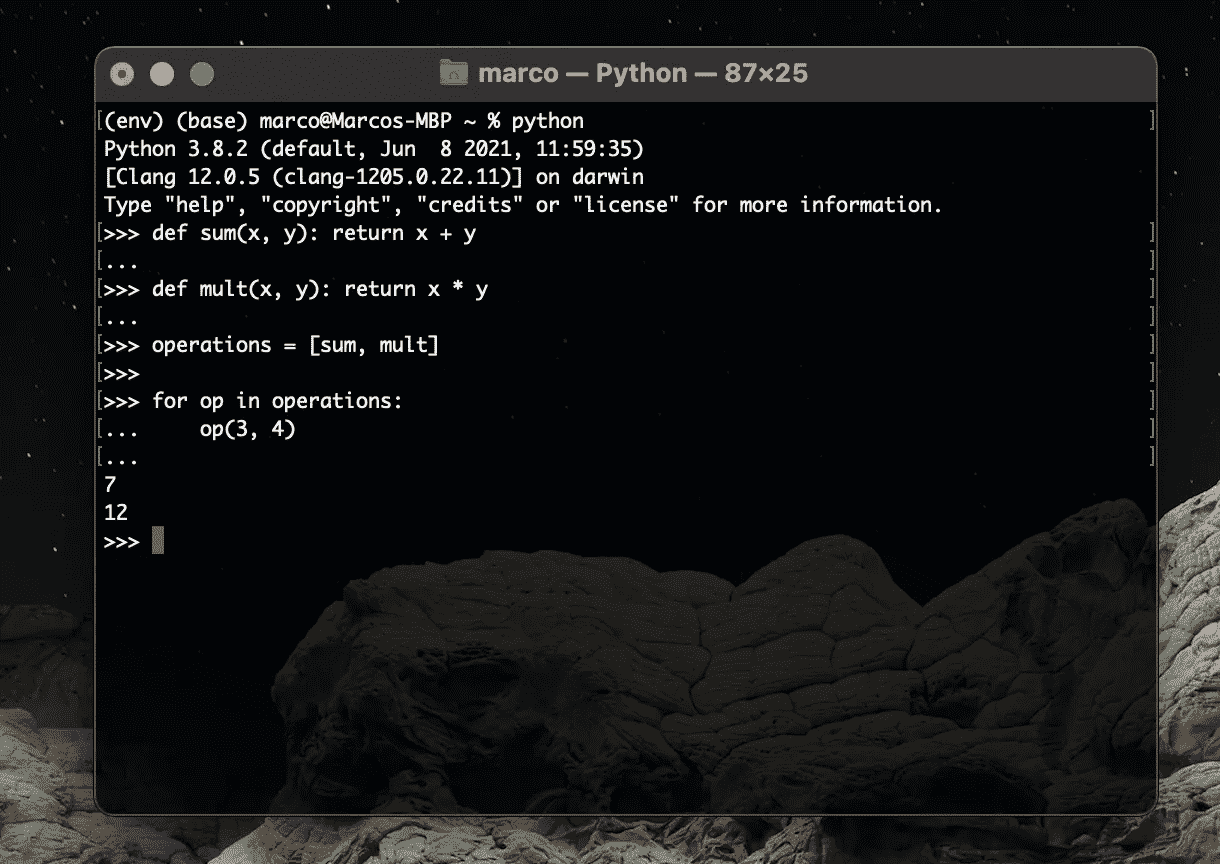 marco — Python — 87×25
(env) (base) marco@Marcos-MBP ~ % python
Python 3.8.2 (default, Jun  8 2021, 11:59:35)
[Clang 12.0.5 (clang-1205.0.22.11)] on darwin
Type "help", "copyright", "credits" or "license" for more information.
>>> def sum(x, y): return x + y
...
>>> def mult(x, y): return x * y
...
>>> operations = [sum, mult]
>>>
>>> for op in operations:
...     op(3, 4)
...
7
12
>>>